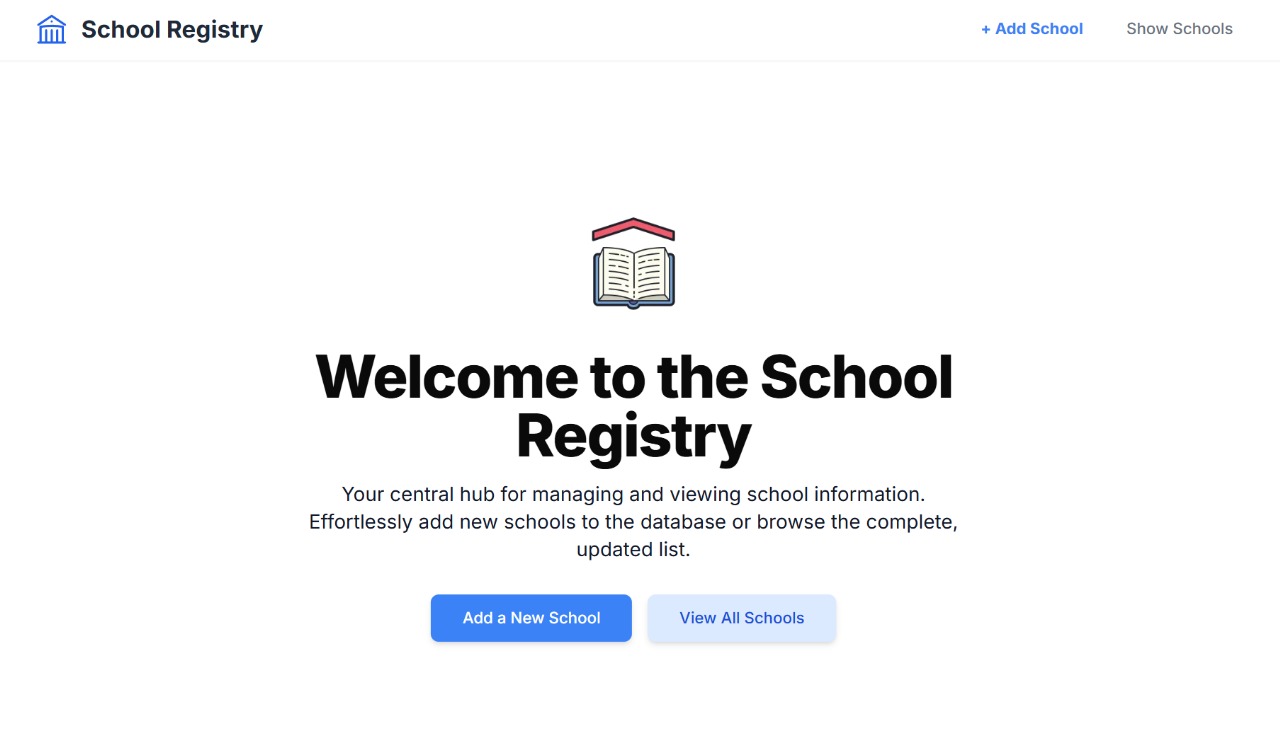 School Registry
+ Add School
Show Schools
Welcome to the School
Registry
Your central hub for managing and viewing school information.
Effortlessly add new schools to the database or browse the complete,
updated list.
Add a New School
View All Schools